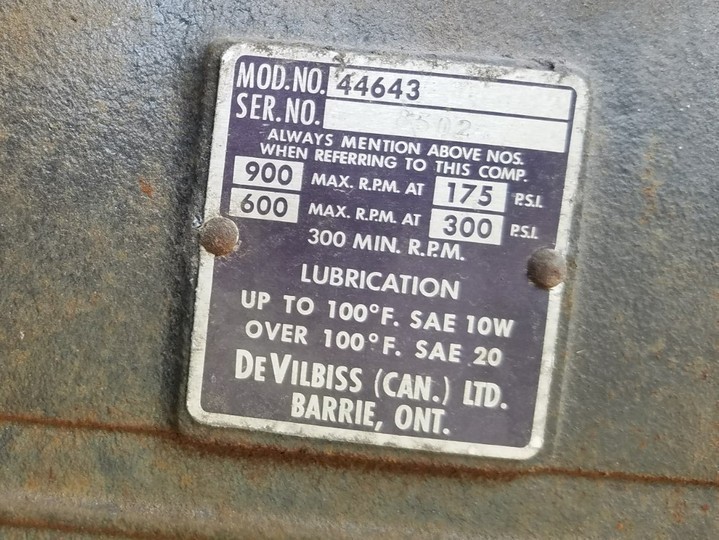 MOD.NO. 44643
SER.NO.
ALWAYS MENTION ABOVE NOS.
WHEN REFERRING TO THIS COMP.
900 MAX. R.P.M. AT 175 P.S.I.
600 MAX. R.P.M. AT 300 P.S.I.
300 MIN. R.P.M.
LUBRICATION
UP TO 100°F. SAE 10W
OVER 100°F. SAE 20
DEVILBISS (CAN.) LTD.
BARRIE, ONT.